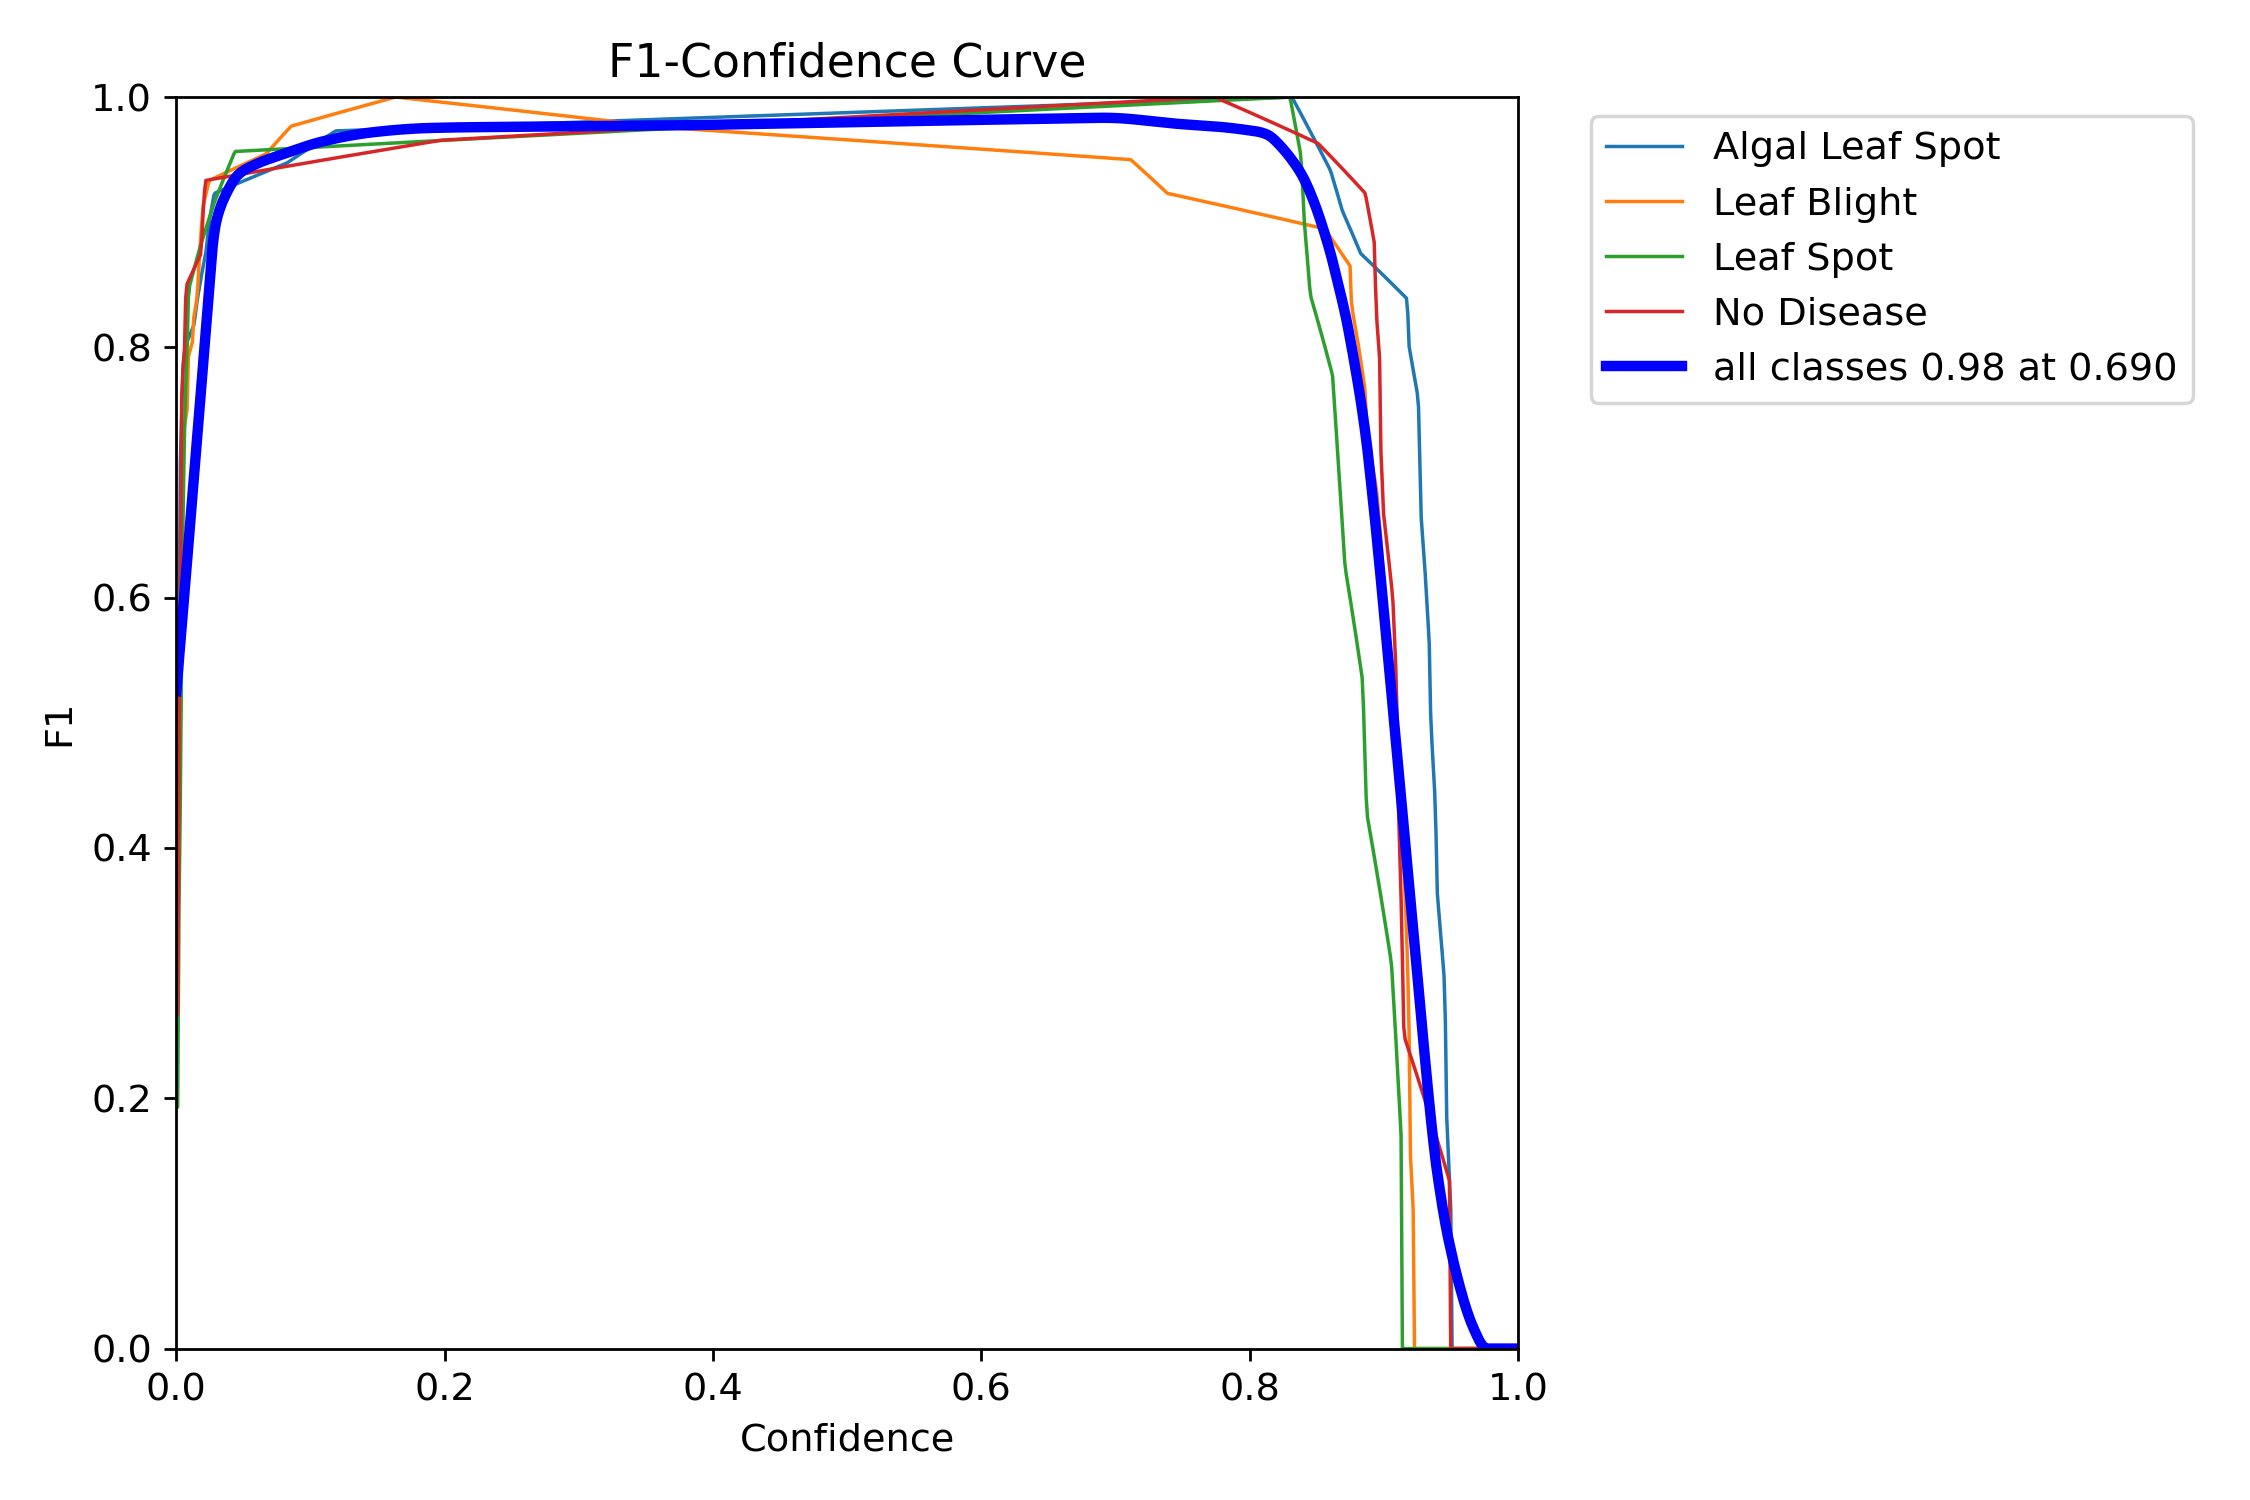 F1-Confidence Curve
1.0
0.8
0.6
0.4
0.2
0.0
F1
0.0 0.2 0.4 0.6 0.8 1.0
Confidence
Algal Leaf Spot
Leaf Blight
Leaf Spot
No Disease
all classes 0.98 at 0.690